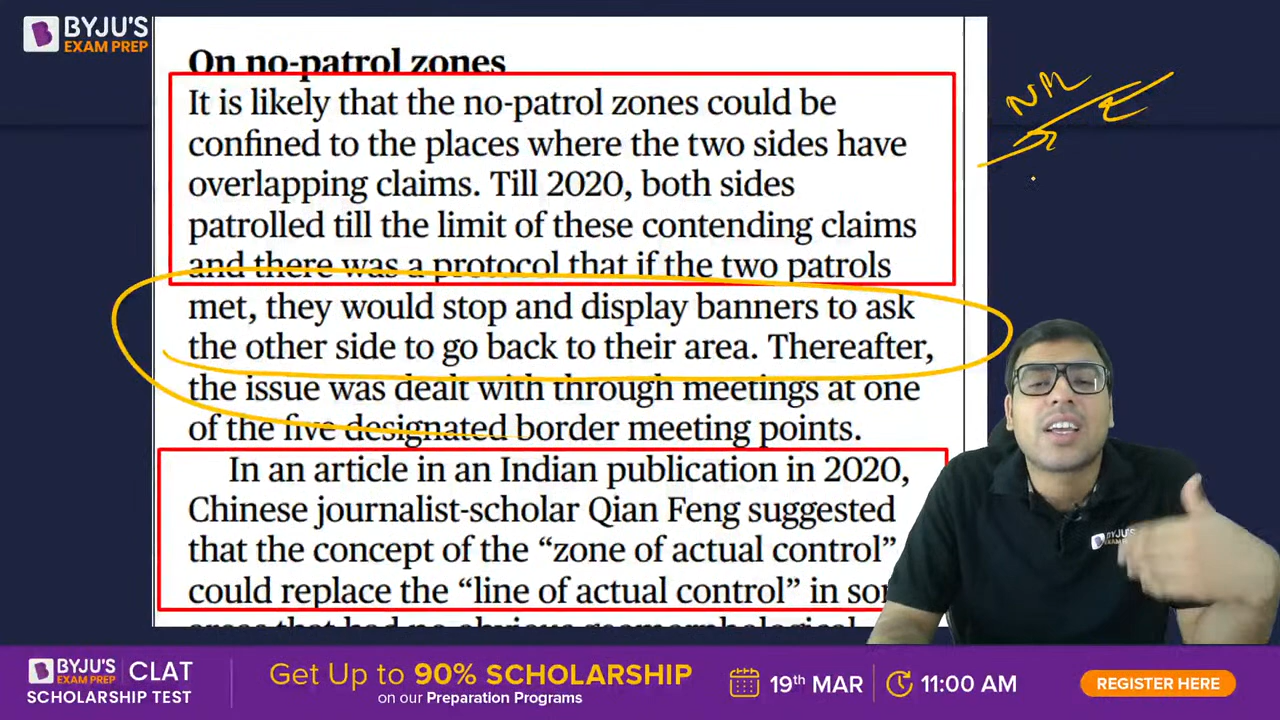 BYJU'S
EXAM PREP
On no-patrol zones
It is likely that the no-patrol zones could be
confined to the places where the two sides have
overlapping claims. Till 2020, both sides
patrolled till the limit of these contending claims
and there was a protocol that if the two patrols
met, they would stop and display banners to ask
the other side to go back to their area. Thereafter,
the issue was dealt with through meetings at one
of the five designated border meeting points.
In an article in an Indian publication in 2020,
Chinese journalist-scholar Qian Feng suggested
that the concept of the “zone of actual control”
could replace the “line of actual control” in
areas that had no obvious geomorphological
BYJU'S
BYJU'S
EXAM PREP
CLAT
SCHOLARSHIP TEST
Get Up to 90% SCHOLARSHIP
on our Preparation Programs
19th MAR
11:00 AM
REGISTER HERE